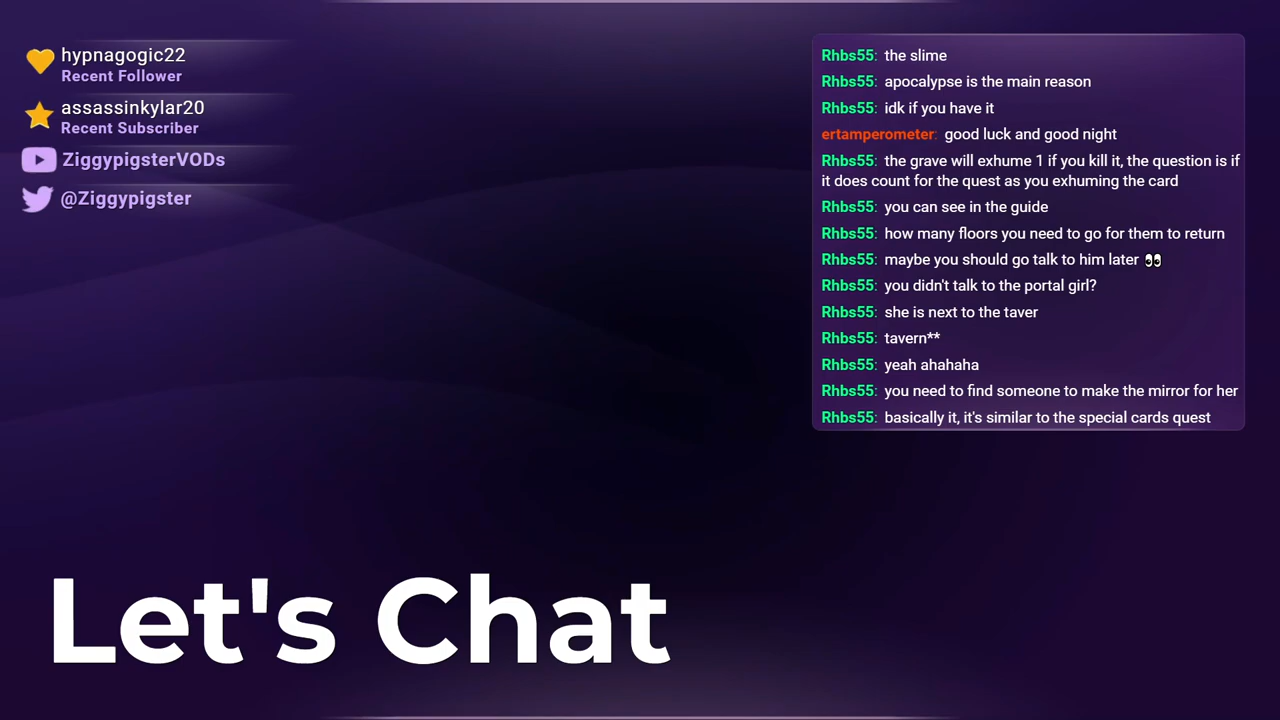 hypnagogic22
Recent Follower
assassinkylar20
Recent Subscriber
ZiggypigsterVODs
@Ziggypigster
Rhbs55: the slime
Rhbs55: apocalypse is the main reason
Rhbs55: idk if you have it
ertamperometer: good luck and good night
Rhbs55: the grave will exhume 1 if you kill it, the question is if
it does count for the quest as you exhuming the card
Rhbs55: you can see in the guide
Rhbs55: how many floors you need to go for them to return
Rhbs55: maybe you should go talk to him later 👀
Rhbs55: you didn't talk to the portal girl?
Rhbs55: she is next to the taver
Rhbs55: tavern**
Rhbs55: yeah ahahaha
Rhbs55: you need to find someone to make the mirror for her
Rhbs55: basically it, it's similar to the special cards quest
Let's Chat